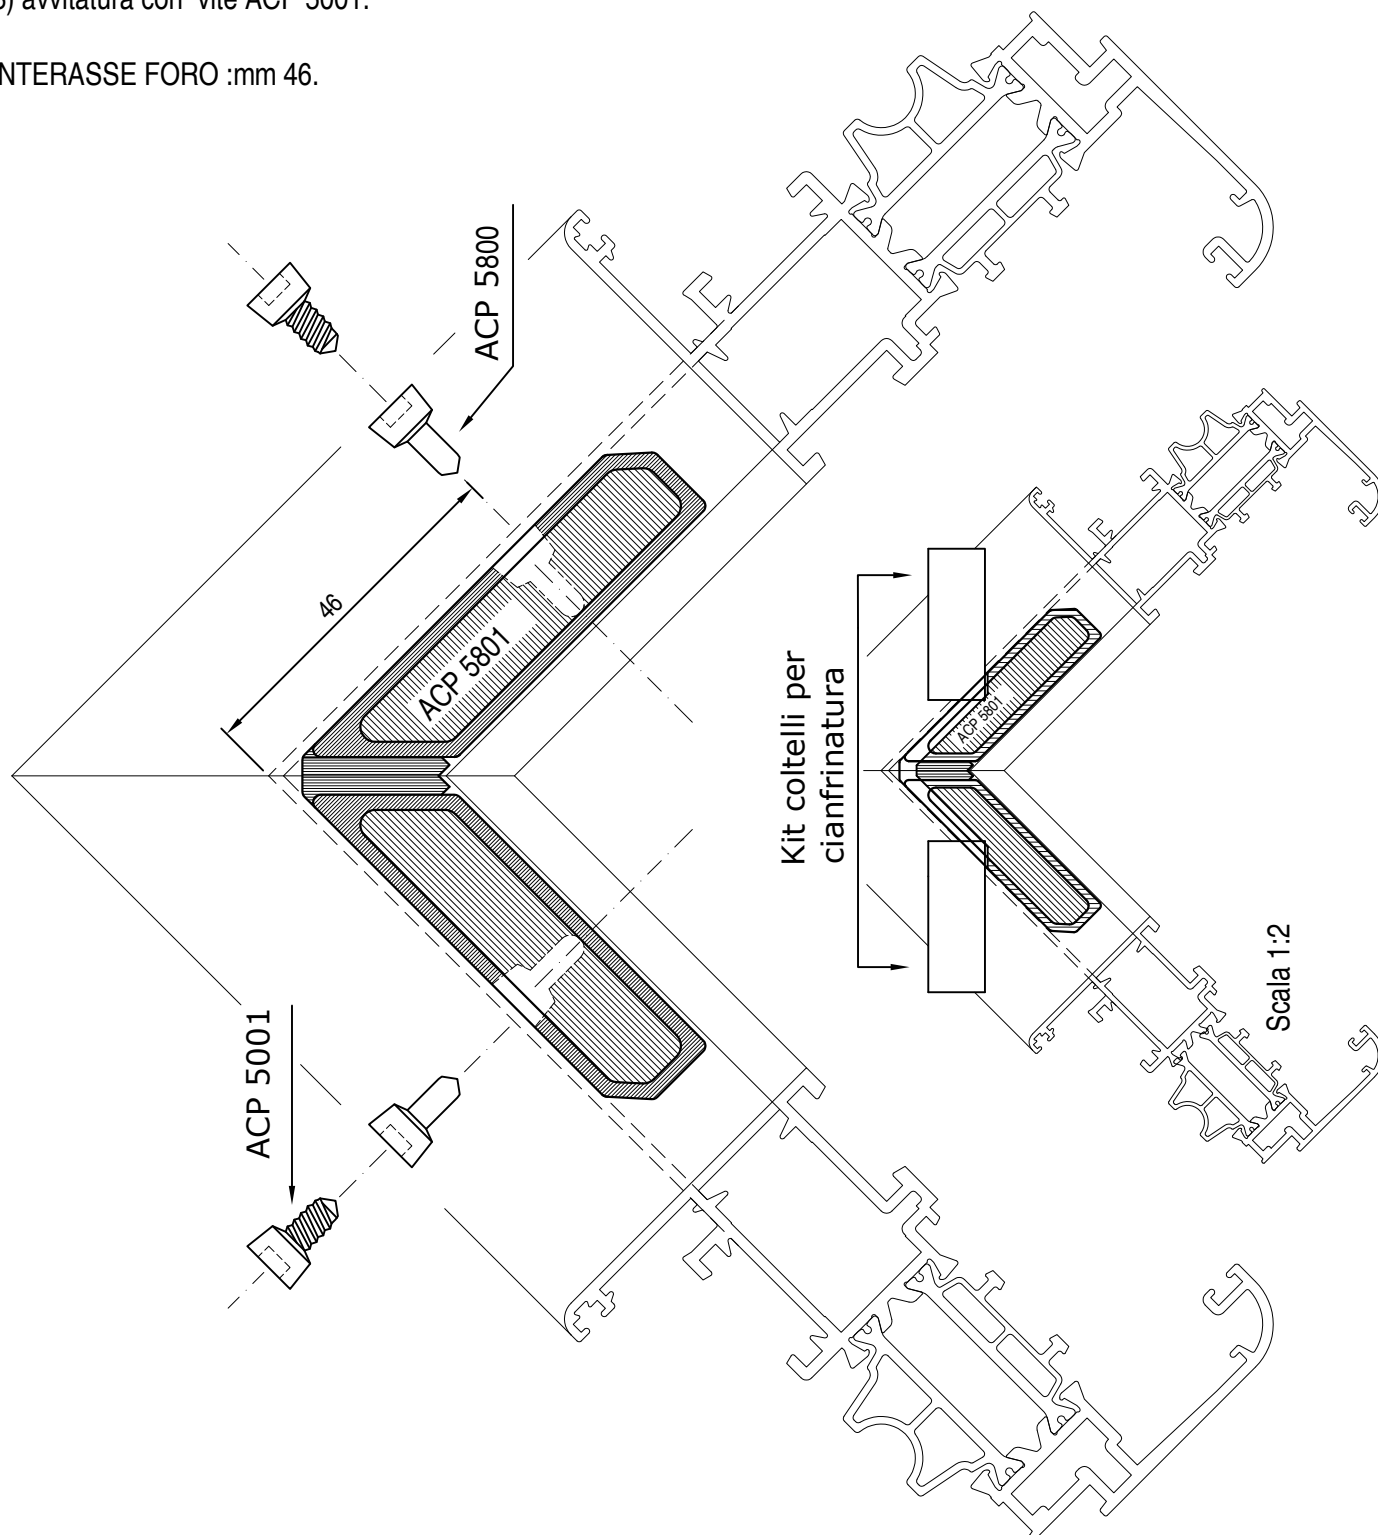 ) avvitatura con vite ACP 5001.
NTERASSE FORO :mm 46.
ACP 5800
46
ACP 5801
ACP 5001
Kit coltelli per
cianfrinatura
ACP 5801
Scala 1:2